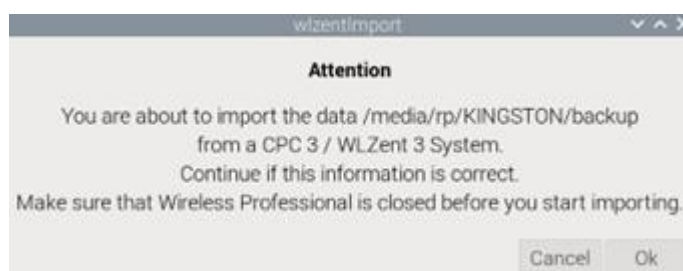 wlzentImport
Attention
You are about to import the data /media/rp/KINGSTON/backup
from a CPC 3 / WLZent 3 System.
Continue if this information is correct.
Make sure that Wireless Professional is closed before you start importing.
Cancel Ok